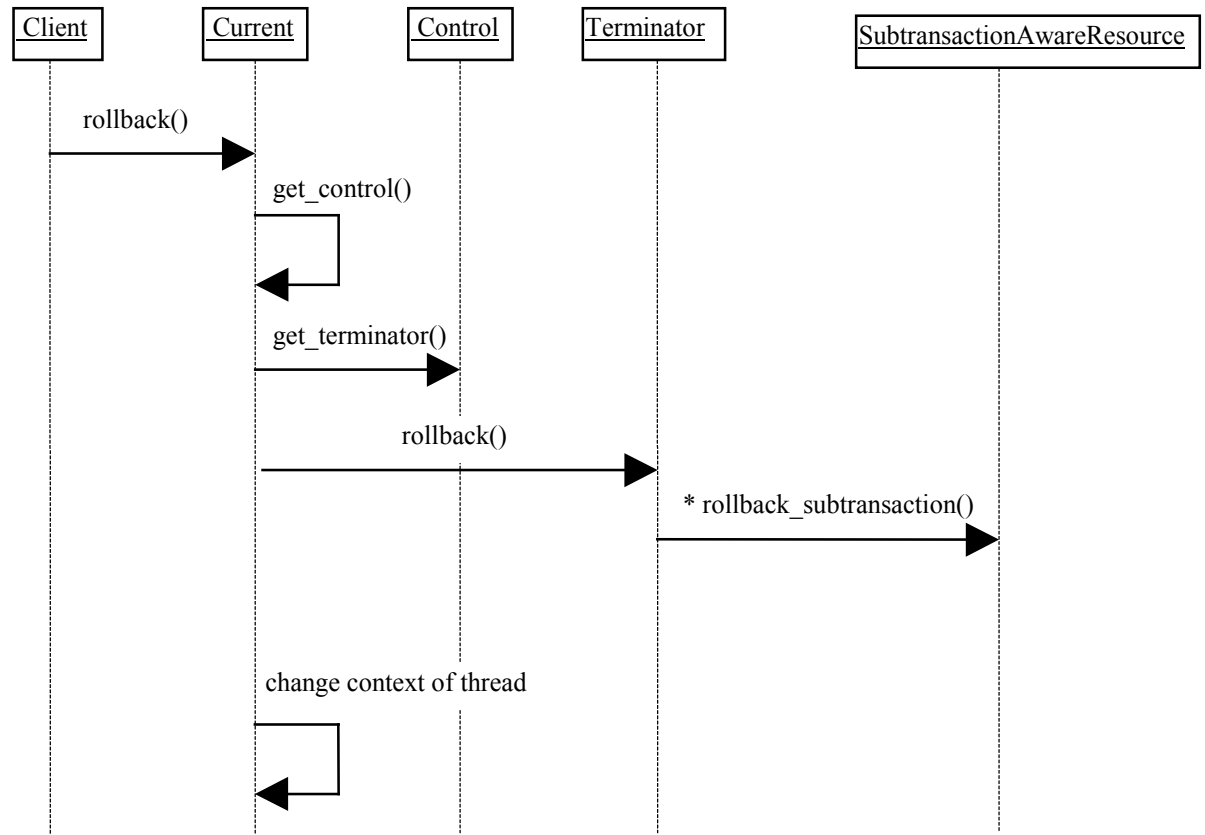 Client
Current
Control
Terminator
SubtransactionAwareResource
rollback()
get_control()
get_terminator()
rollback()
* rollback_subtransaction()
change context of thread